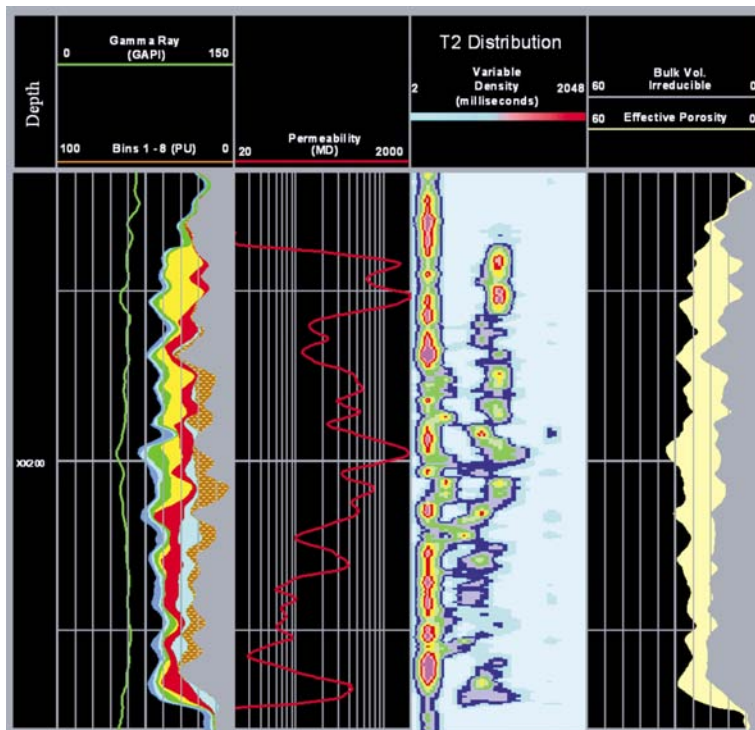 Depth
Gamma Ray
(GAPI)
0 150
100 Bins 1 - 8 (PU) 0
Permeability
(MD)
20 2000
T2 Distribution
Variable
Density
(milliseconds)
2 2048
Bulk Vol.
Irreducible
60 0
Effective Porosity
60 0
XX200